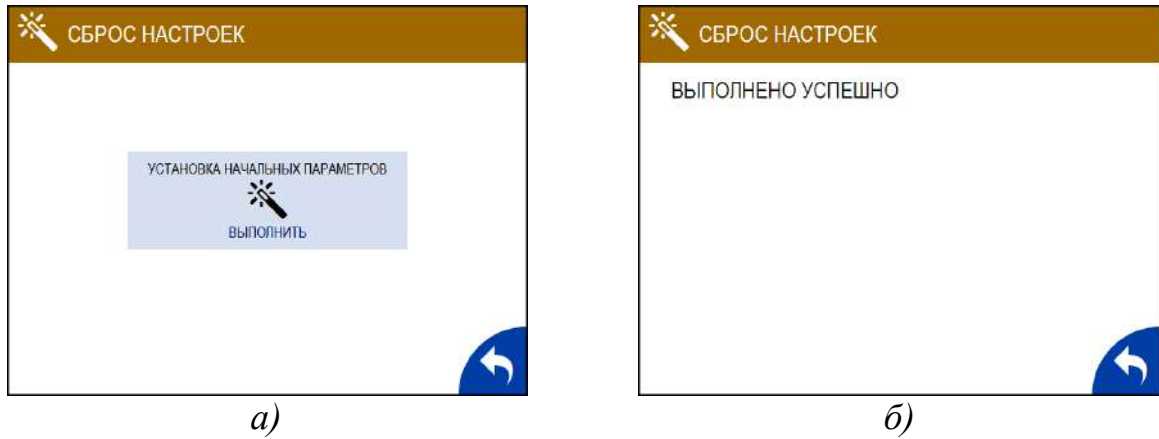 СБРОС НАСТРОЕК
УСТАНОВКА НАЧАЛЬНЫХ ПАРАМЕТРОВ
ВЫПОЛНИТЬ
а)
СБРОС НАСТРОЕК
ВЫПОЛНЕНО УСПЕШНО
б)